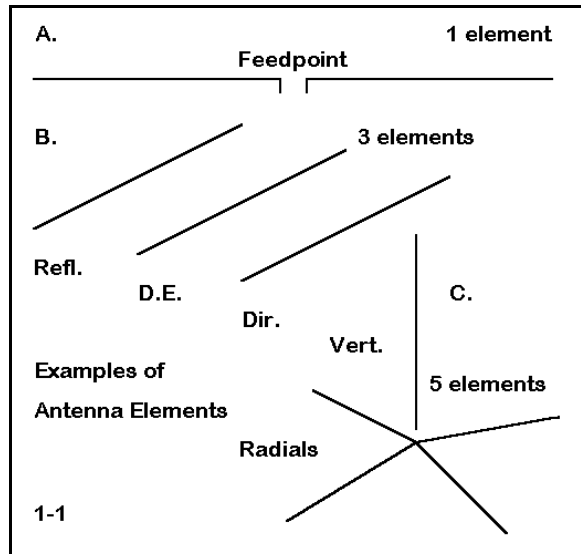 A. 1 element
Feedpoint
B. 3 elements
Refl.
D.E.
Dir.
C.
Vert.
Examples of
Antenna Elements
5 elements
Radials
1-1